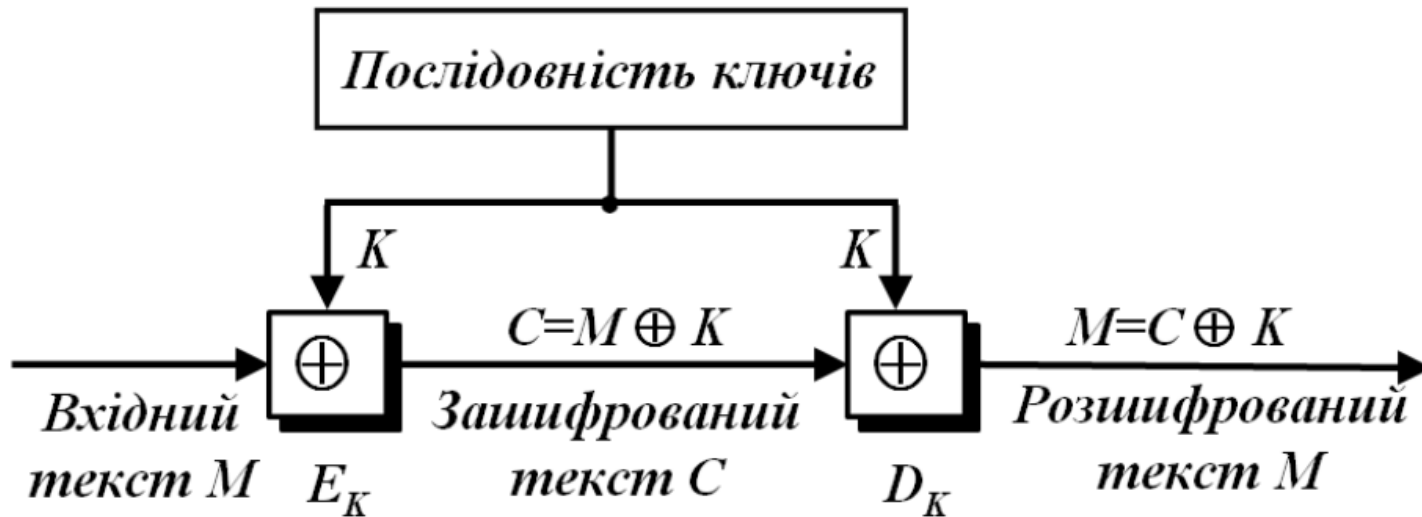 Послідовність ключів
K
K
C=M ⊕ K
M=C ⊕ K
⊕
⊕
Вхідний
текст M
E_K
Зашифрований
текст C
D_K
Розшифрований
текст M